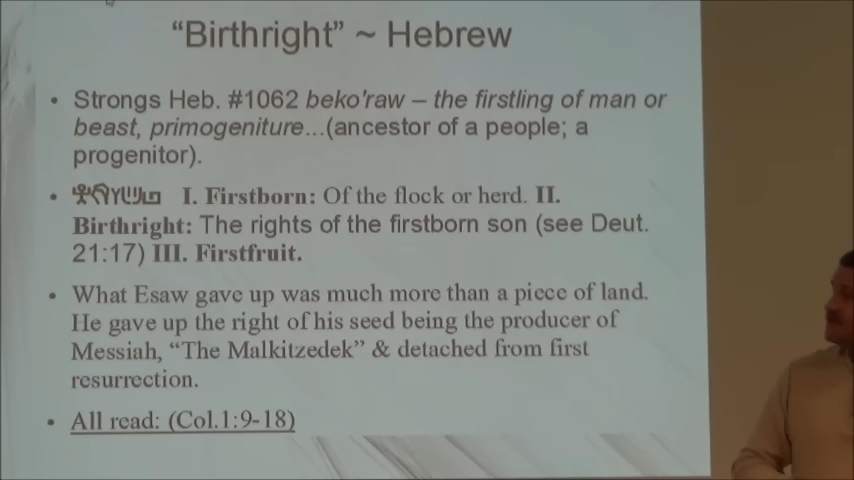 “Birthright” ~ Hebrew
• Strongs Heb. #1062 beko'raw – the firstling of man or
beast, primogeniture...(ancestor of a people; a
progenitor).
• I. Firstborn: Of the flock or herd. II.
Birthright: The rights of the firstborn son (see Deut.
21:17) III. Firstfruit.
• What Esaw gave up was much more than a piece of land.
He gave up the right of his seed being the producer of
Messiah, “The Malkitzedek” & detached from first
resurrection.
• All read: (Col.1:9-18)